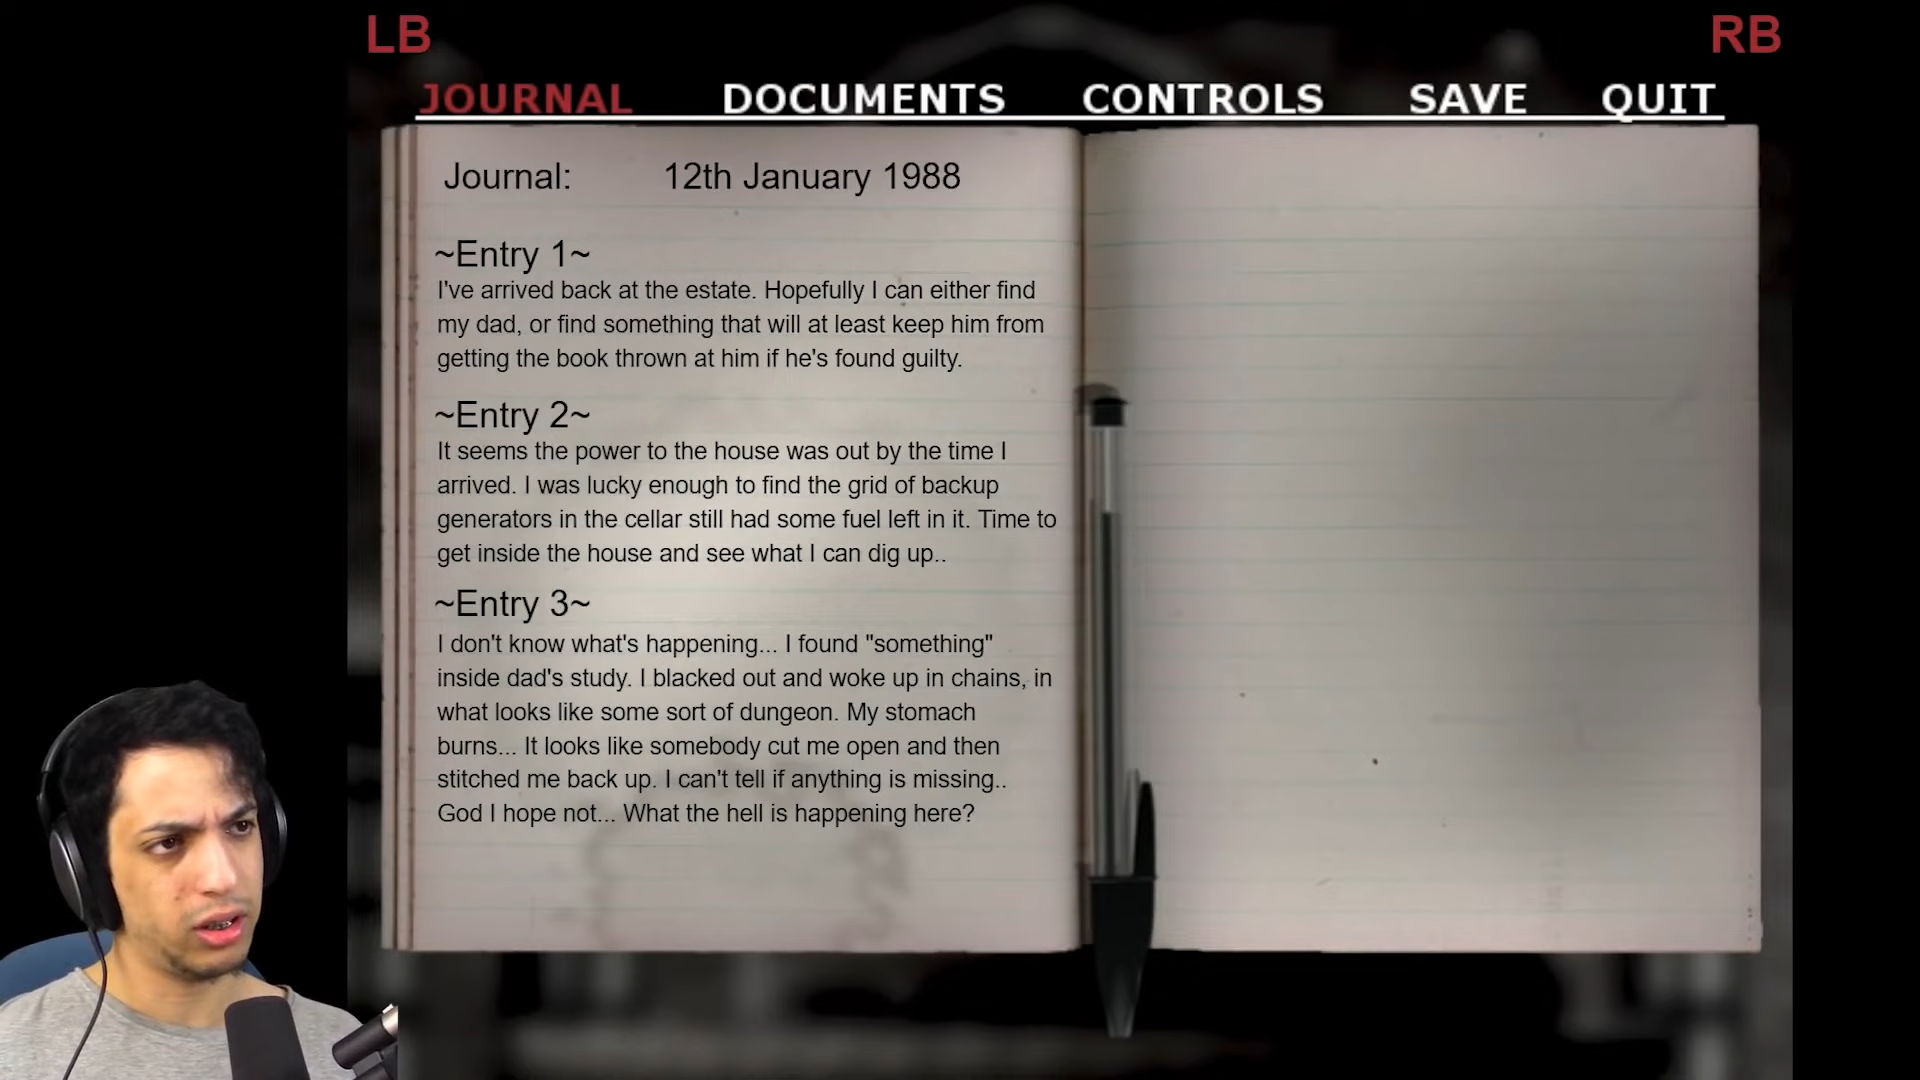 LB
RB
JOURNAL DOCUMENTS CONTROLS SAVE QUIT
Journal: 12th January 1988
~Entry 1~
I've arrived back at the estate. Hopefully I can either find
my dad, or find something that will at least keep him from
getting the book thrown at him if he's found guilty.
~Entry 2~
It seems the power to the house was out by the time I
arrived. I was lucky enough to find the grid of backup
generators in the cellar still had some fuel left in it. Time to
get inside the house and see what I can dig up..
~Entry 3~
I don't know what's happening... I found "something"
inside dad's study. I blacked out and woke up in chains, in
what looks like some sort of dungeon. My stomach
burns... It looks like somebody cut me open and then
stitched me back up. I can't tell if anything is missing..
God I hope not... What the hell is happening here?